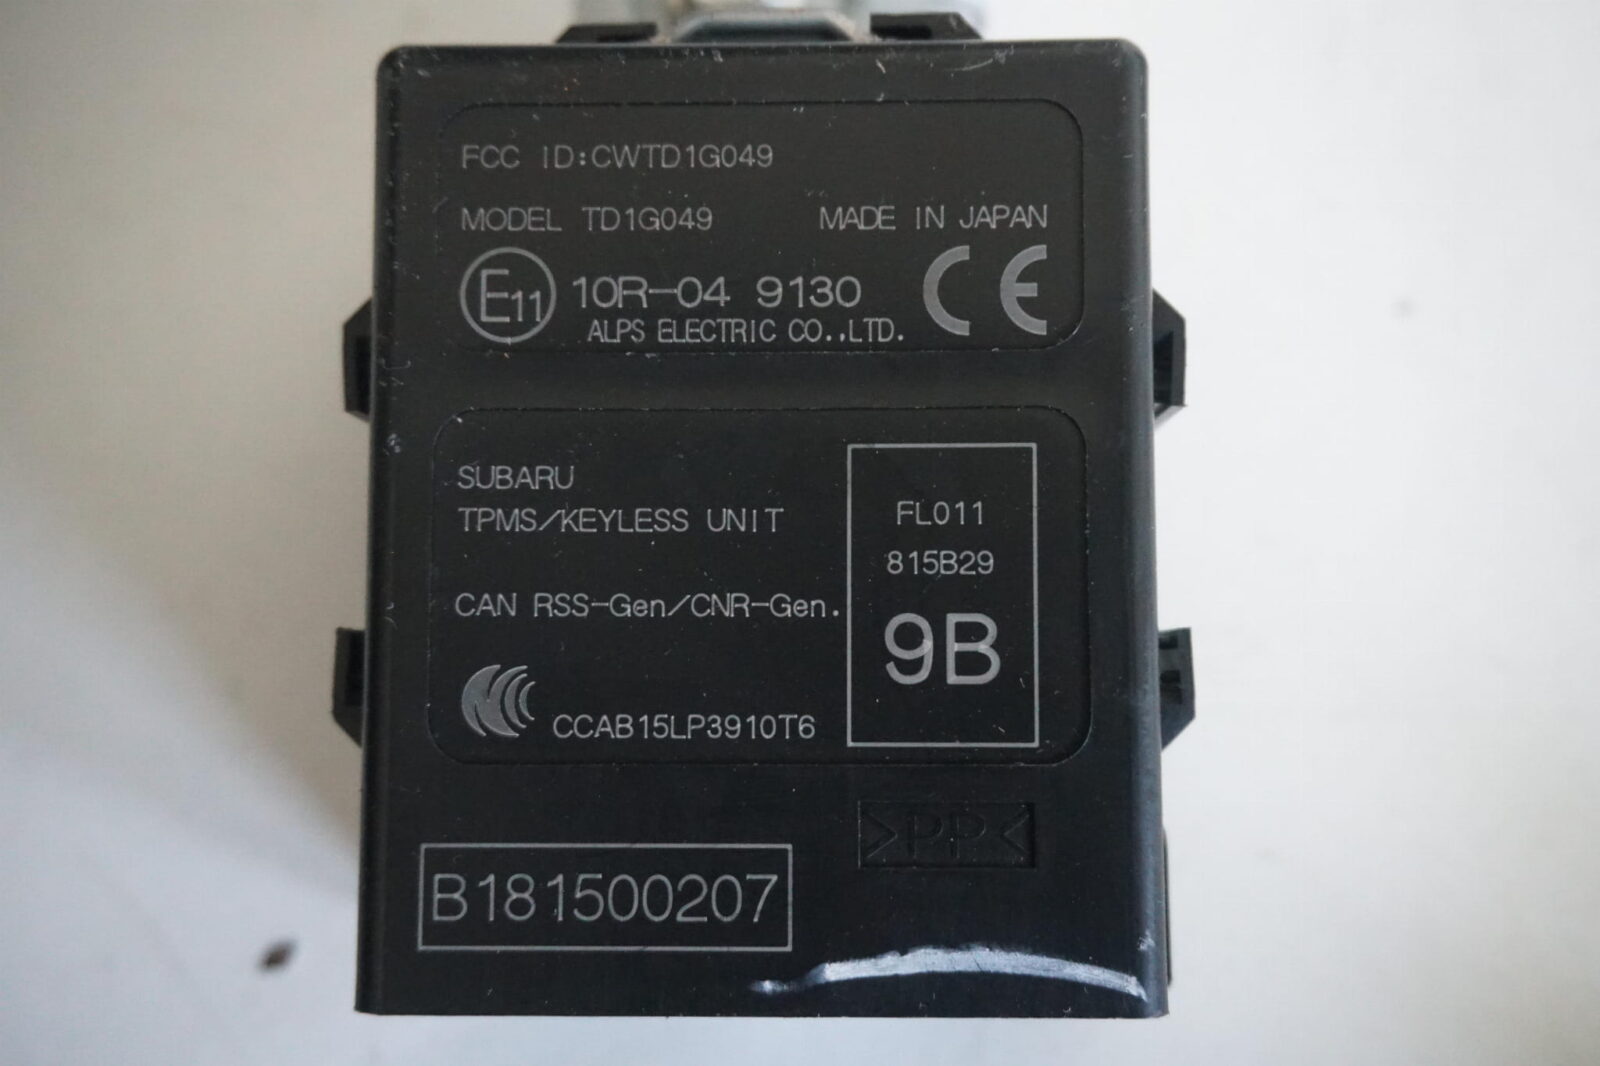 FCC ID:CWTD1G049
MODEL TD1G049 MADE IN JAPAN
E11 10R-04 9130 CE
ALPS ELECTRIC CO.,LTD.
SUBARU
TPMS/KEYLESS UNIT
CAN RSS-Gen/CNR-Gen.
CCAB15LP3910T6
FL011
815B29
9B
>PP<
B181500207